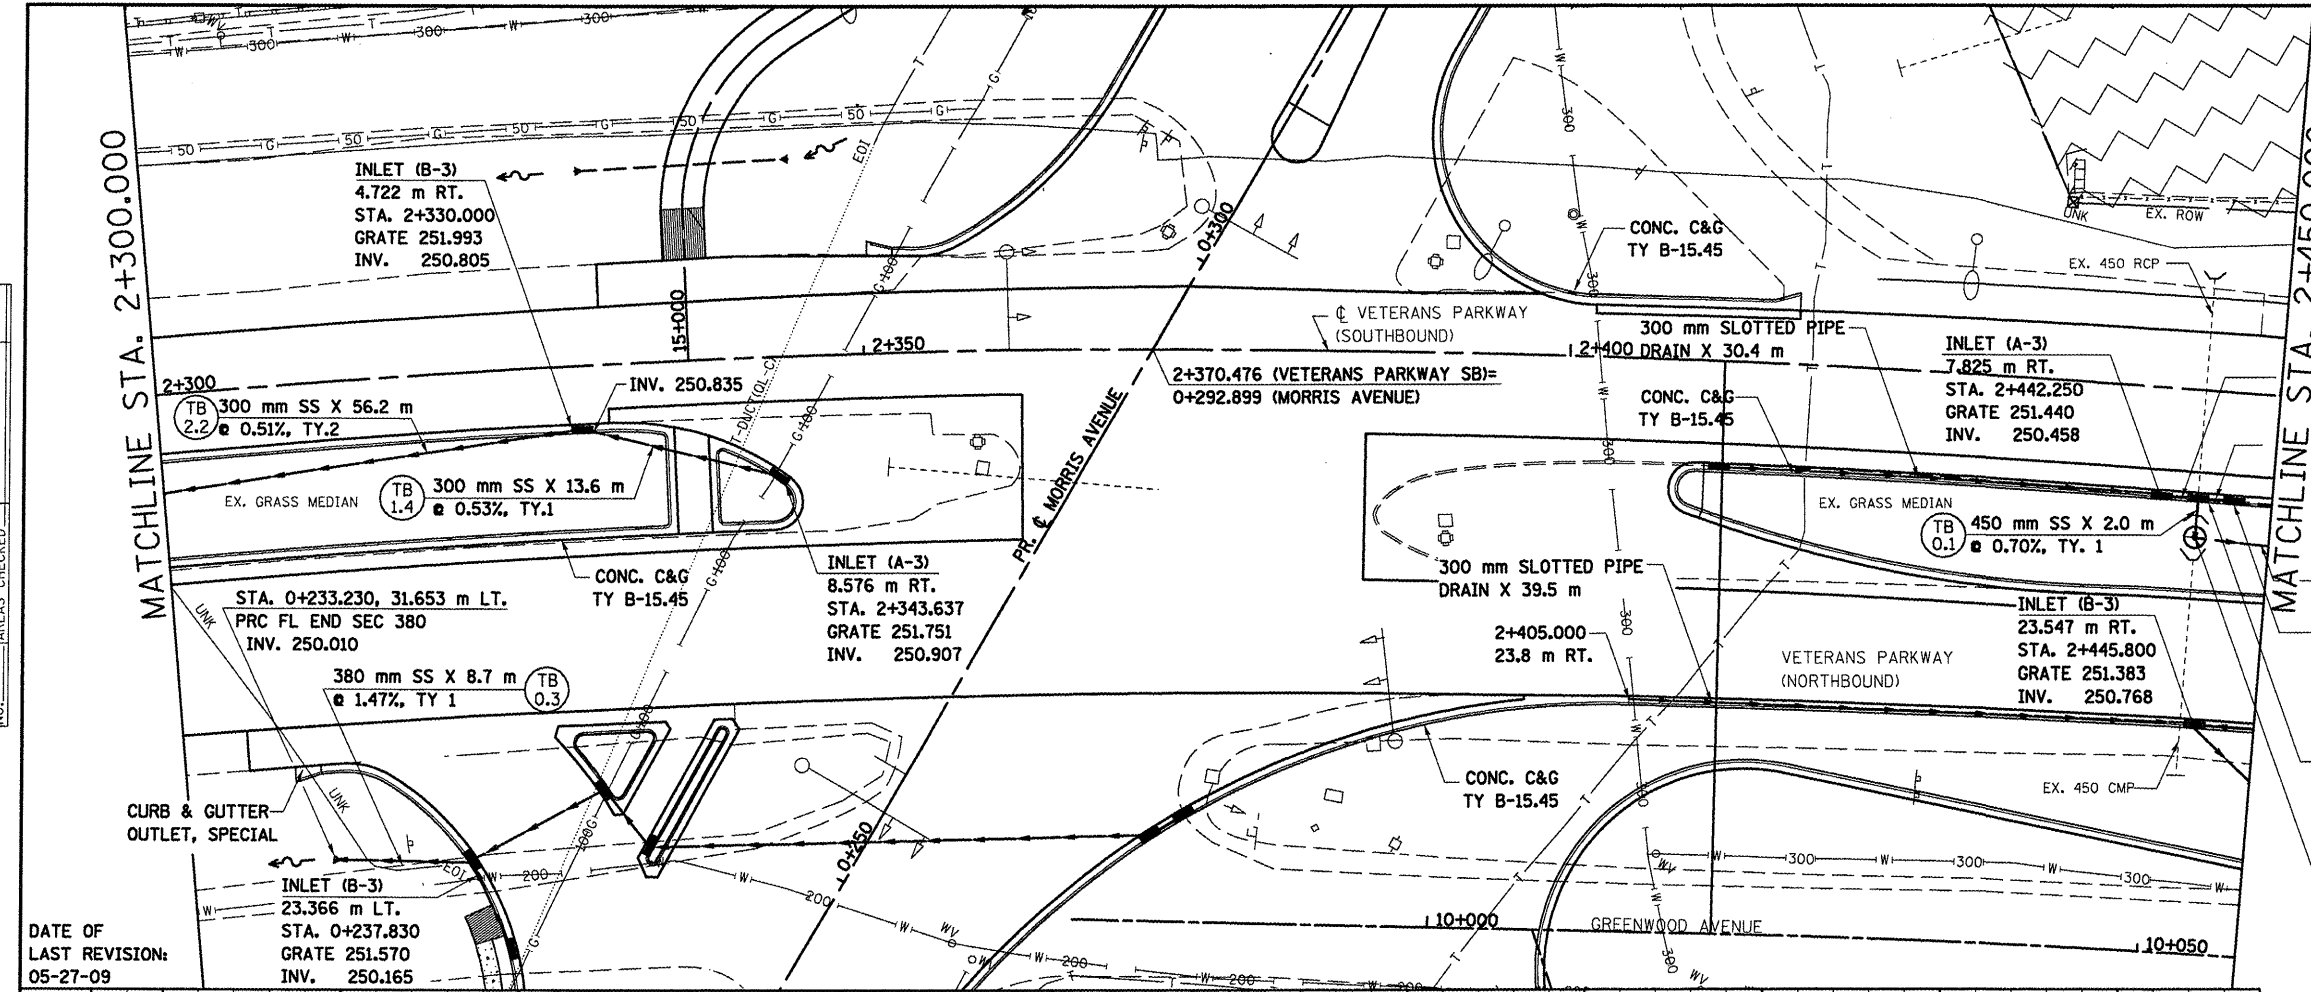 MATCHLINE STA. 2+300.000
INLET (B-3)
4.722 m RT.
STA. 2+330.000
GRATE 251.993
INV. 250.805
15+000
2+300
2+350
INV. 250.835
TB
2.2
300 mm SS X 56.2 m
@ 0.51%, TY.2
TB
1.4
300 mm SS X 13.6 m
@ 0.53%, TY.1
EX. GRASS MEDIAN
CONC. C&G
TY B-15.45
INLET (A-3)
8.576 m RT.
STA. 2+343.637
GRATE 251.751
INV. 250.907
STA. 0+233.230, 31.653 m LT.
PRC FL END SEC 380
INV. 250.010
380 mm SS X 8.7 m
@ 1.47%, TY 1
TB
0.3
UNK
UNK
CURB & GUTTER
OUTLET, SPECIAL
INLET (B-3)
23.366 m LT.
STA. 0+237.830
GRATE 251.570
INV. 250.165
DATE OF
LAST REVISION:
05-27-09
0+300
PR. ℄ MORRIS AVENUE
0+250
2+370.476 (VETERANS PARKWAY SB)=
0+292.899 (MORRIS AVENUE)
℄ VETERANS PARKWAY
(SOUTHBOUND)
CONC. C&G
TY B-15.45
2+400
300 mm SLOTTED PIPE
DRAIN X 30.4 m
CONC. C&G
TY B-15.45
INLET (A-3)
7.825 m RT.
STA. 2+442.250
GRATE 251.440
INV. 250.458
EX. 450 RCP
UNK
EX. ROW
EX. GRASS MEDIAN
TB
0.1
450 mm SS X 2.0 m
@ 0.70%, TY. 1
300 mm SLOTTED PIPE
DRAIN X 39.5 m
2+405.000
23.8 m RT.
VETERANS PARKWAY
(NORTHBOUND)
INLET (B-3)
23.547 m RT.
STA. 2+445.800
GRATE 251.383
INV. 250.768
CONC. C&G
TY B-15.45
EX. 450 CMP
10+000
GREENWOOD AVENUE
10+050
MATCHLINE STA.